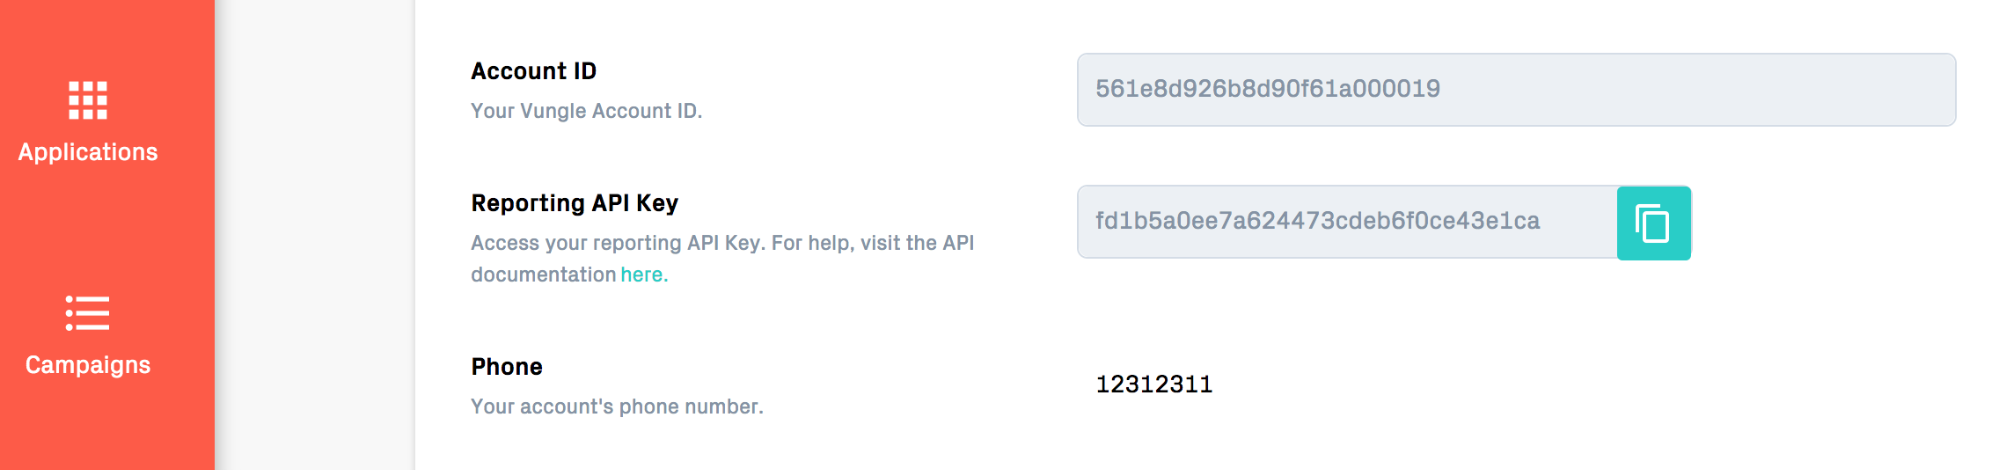 Applications
Campaigns
Account ID
Your Vungle Account ID.
561e8d926b8d90f61a000019
Reporting API Key
Access your reporting API Key. For help, visit the API
documentation here.
fd1b5a0ee7a624473cdeb6f0ce43e1ca
Phone
Your account's phone number.
12312311